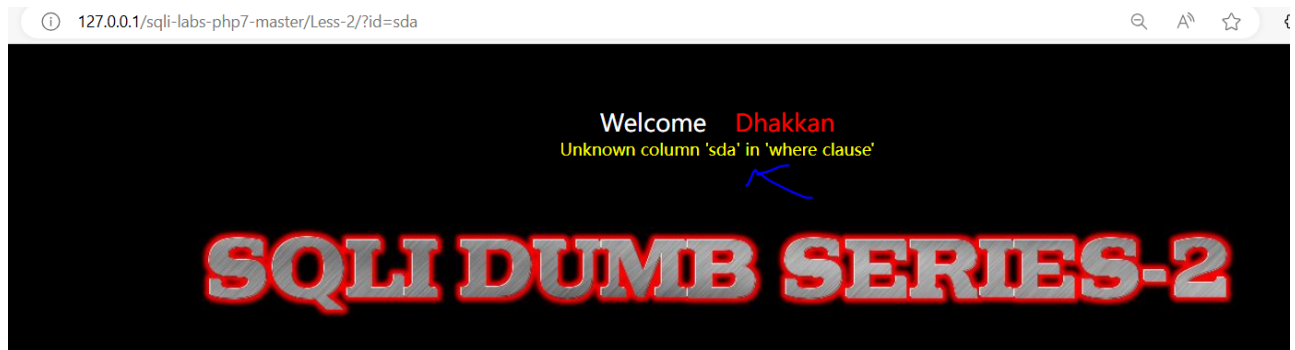 127.0.0.1/sqli-labs-php7-master/Less-2/?id=sda
Welcome Dhakkan
Unknown column 'sda' in 'where clause'
SQLI DUMB SERIES-2